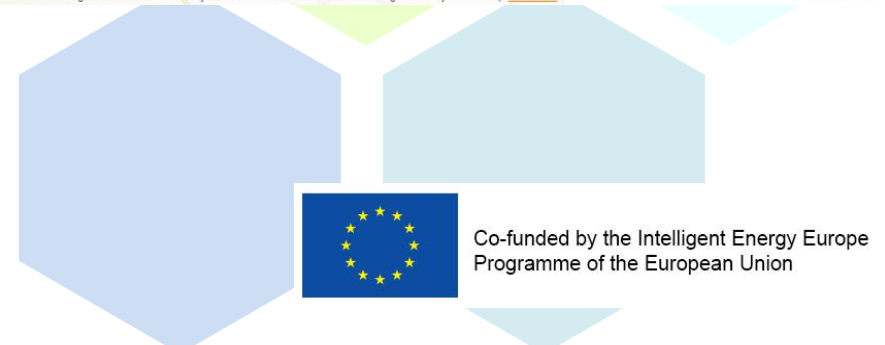 Co-funded by the Intelligent Energy Europe
Programme of the European Union